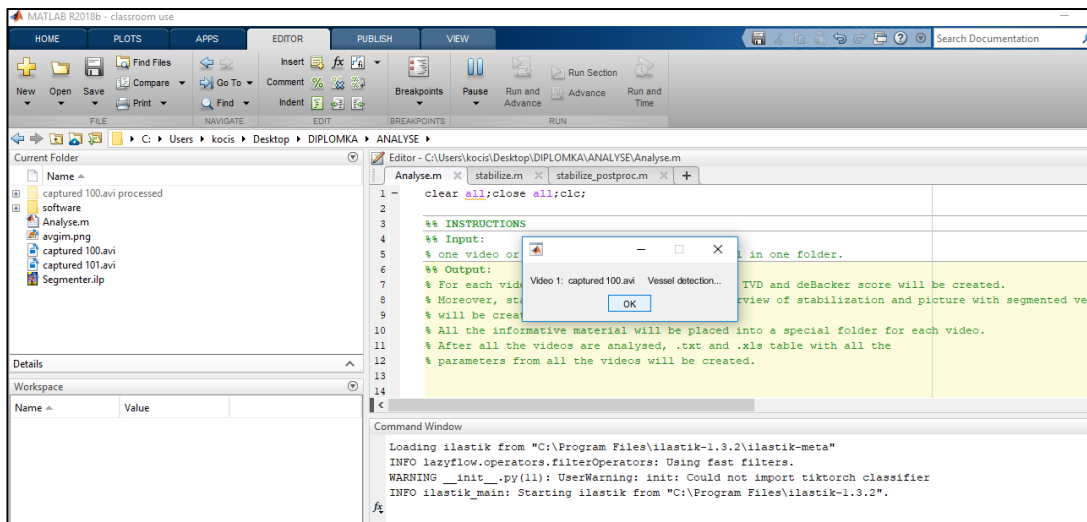 MATLAB R2018b - classroom use
HOME PLOTS APPS EDITOR PUBLISH VIEW Search Documentation
New Open Save Find Files Compare Print Go To Find Insert fx Comment Indent Breakpoints Pause Run and Advance Run Section Advance Run and Time
FILE NAVIGATE EDIT BREAKPOINTS RUN
C: Users kocis Desktop DIPLOMKA ANALYSE
Current Folder
Name
captured 100.avi processed
software
Analyse.m
avgim.png
captured 100.avi
captured 101.avi
Segmenter.ilp
Details
Workspace
Name Value
Editor - C:\Users\kocis\Desktop\DIPLOMKA\ANALYSE\Analyse.m
Analyse.m stabilize.m stabilize_postproc.m
1 clear all;close all;clc;
2
3 %% INSTRUCTIONS
4 %% Input:
5 % one video or l in one folder.
6 %% Output:
7 % For each vide TVD and deBacker score will be created.
8 % Moreover, sta rview of stabilization and picture with segmented ve
9 % will be creat
10 % All the informative material will be placed into a special folder for each video.
11 % After all the videos are analysed, .txt and .xls table with all the
12 % parameters from all the videos will be created.
13
14
Video 1: captured 100.avi Vessel detection...
OK
Command Window
Loading ilastik from "C:\Program Files\ilastik-1.3.2\ilastik-meta"
INFO lazyflow.operators.filterOperators: Using fast filters.
WARNING __init__.py(11): UserWarning: init: Could not import tiktorch classifier
INFO ilastik_main: Starting ilastik from "C:\Program Files\ilastik-1.3.2".
fx